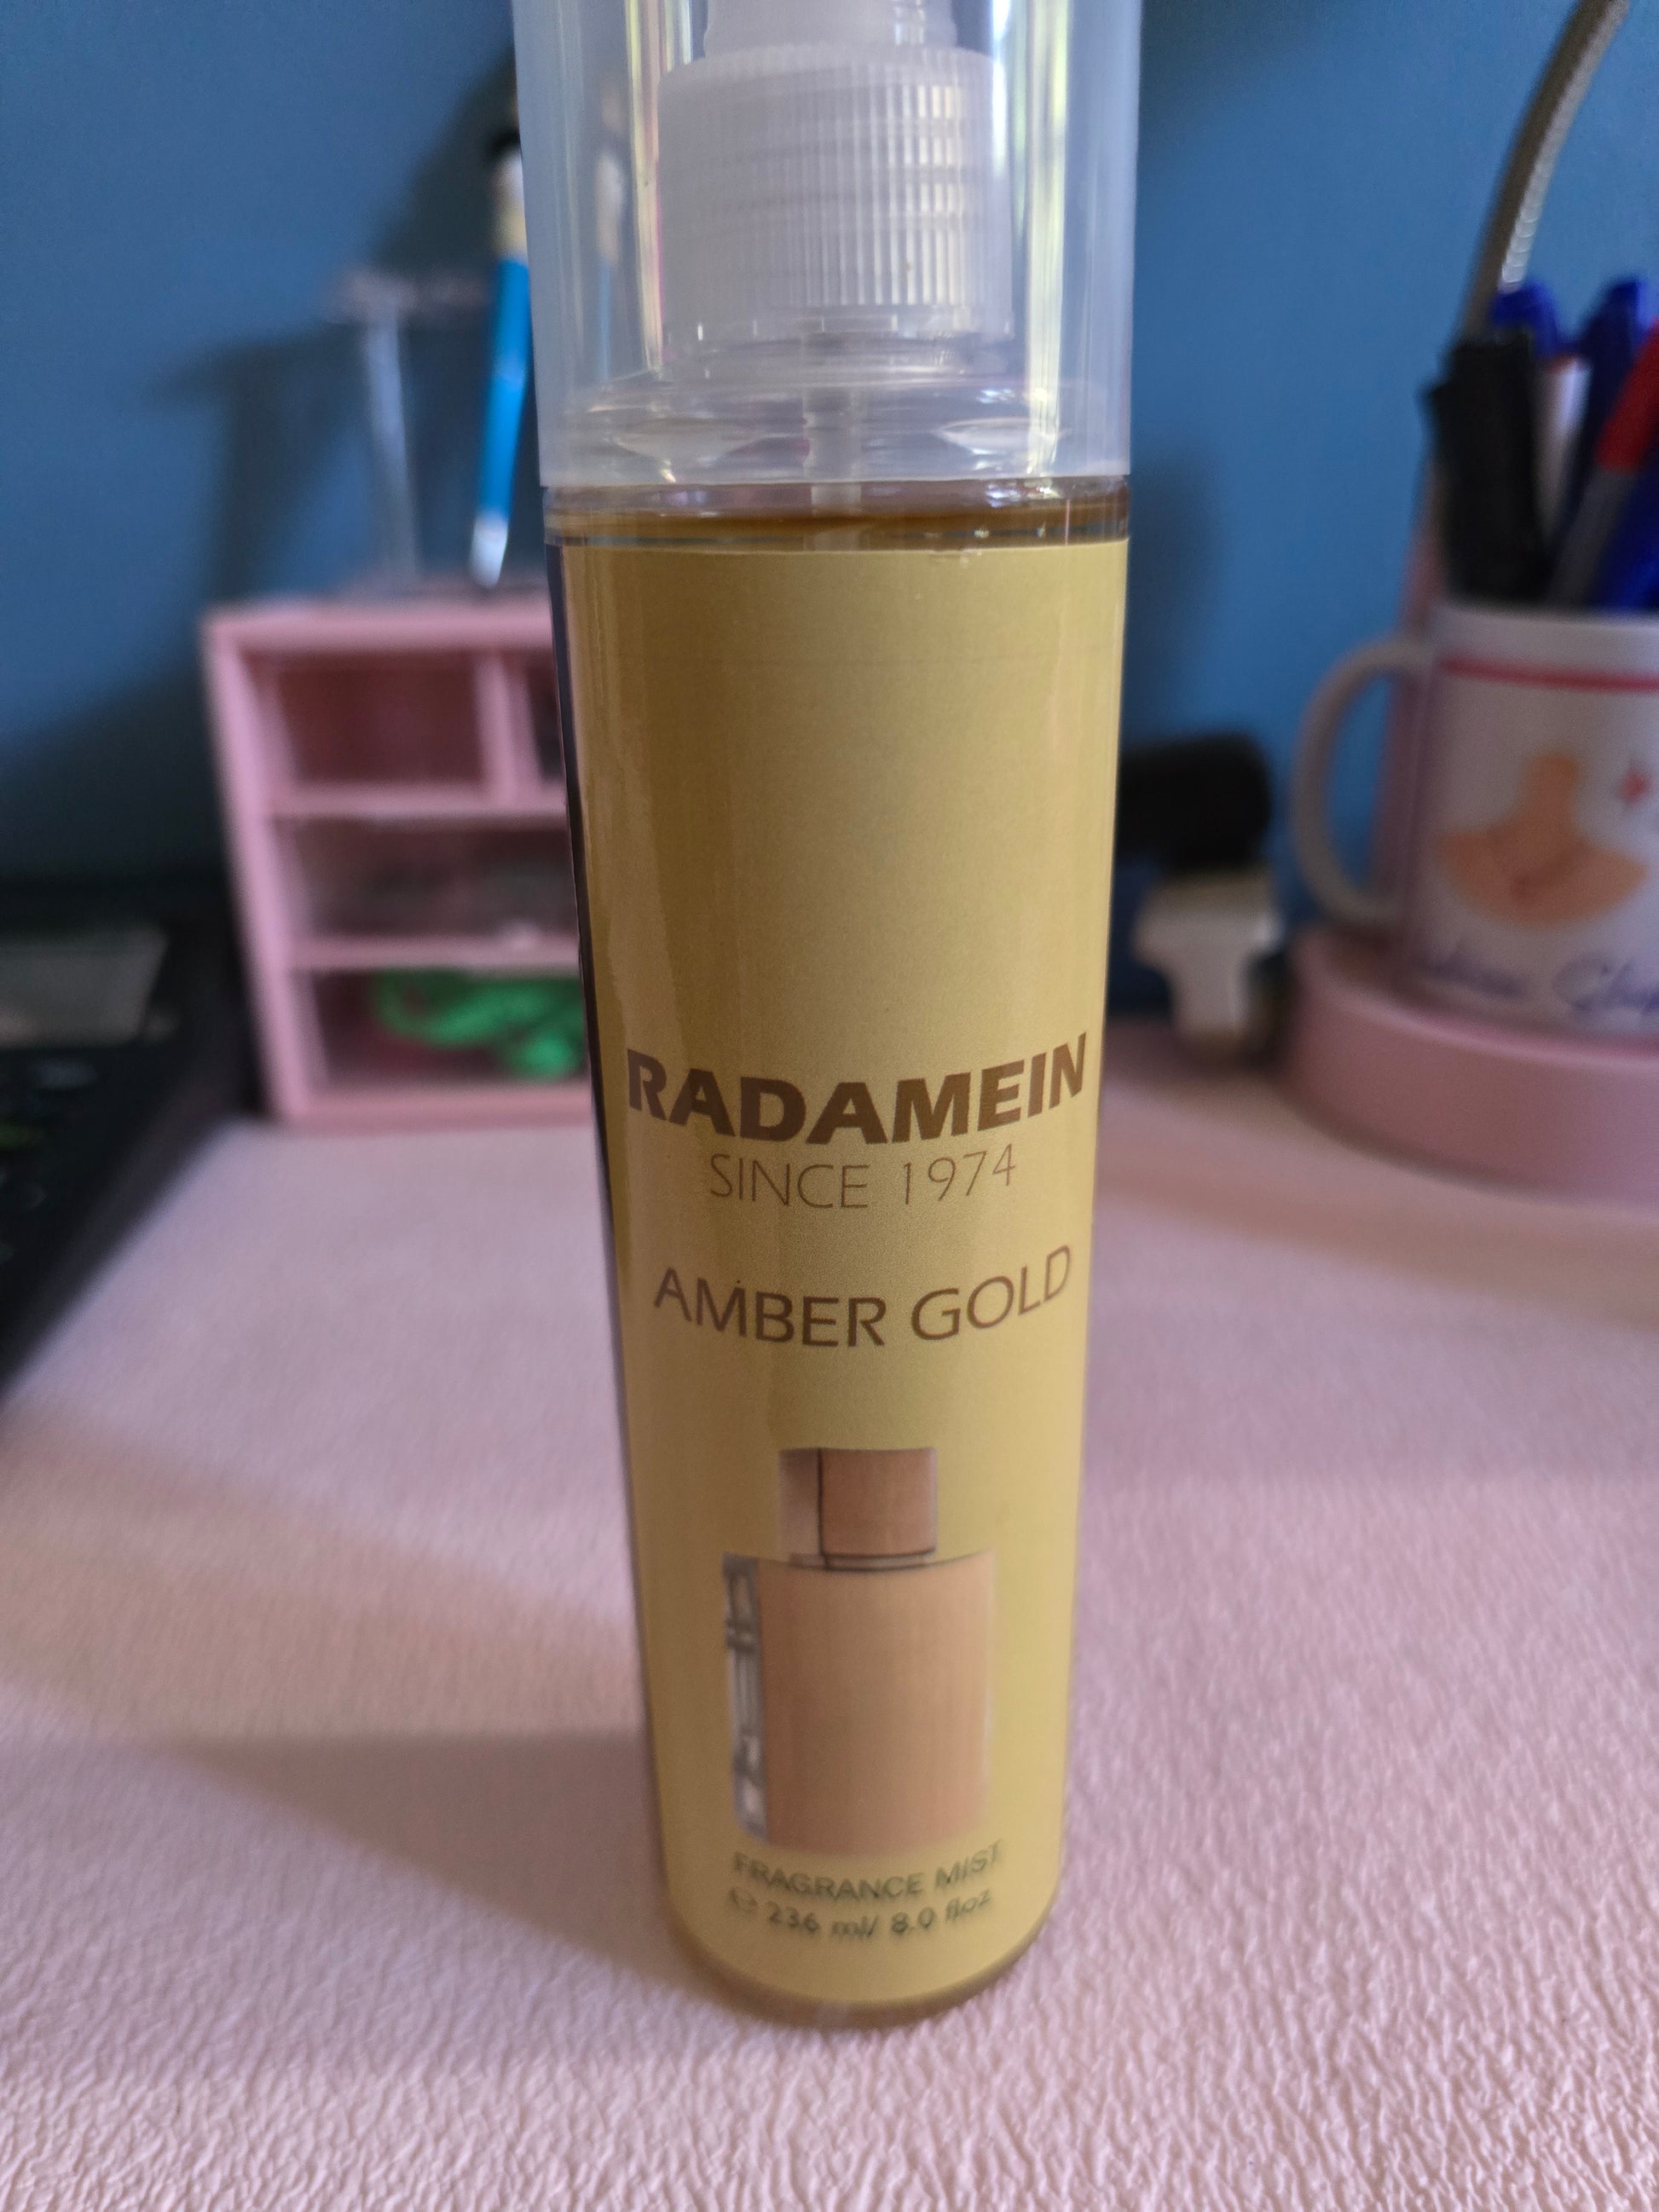 RADAMEIN
SINCE 1974
AMBER GOLD
FRAGRANCE MIST
236 ml/ 8.0 floz